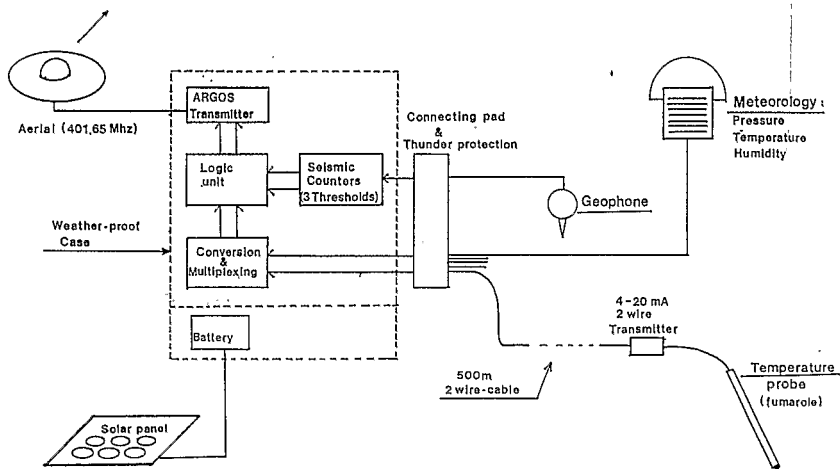 ARGOS
Transmitter
Aerial (401,65 Mhz)
Connecting pad
&
Thunder protection
Meteorology :
Pressure
Temperature
Humidity
Logic
unit
Seismic
Counters
(3 Thresholds)
Geophone
Weather-proof
Case
Conversion
&
Multiplexing
4-20 mA
2 wire
Transmitter
Battery
500m
2 wire-cable
Temperature
probe
(fumarole)
Solar panel